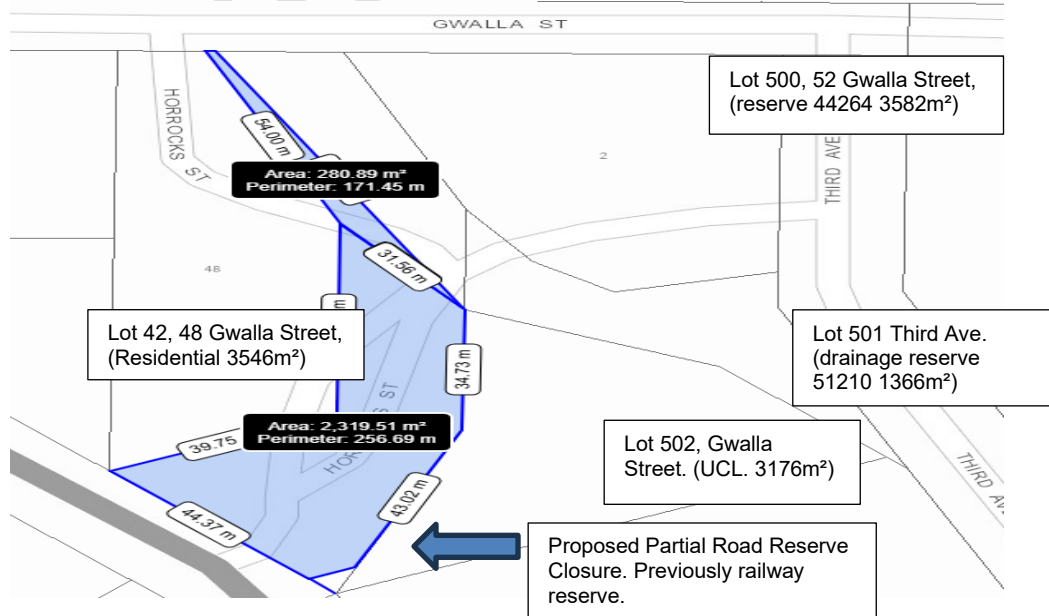 GWALLA ST
Lot 500, 52 Gwalla Street,
(reserve 44264 3582m²)
HORROCKS ST
54.00 m
Area: 280.89 m²
Perimeter: 171.45 m
2
THIRD AVE
31.56 m
48
m
Lot 42, 48 Gwalla Street,
(Residential 3546m²)
34.73 m
Lot 501 Third Ave.
(drainage reserve
51210 1366m²)
39.75
Area: 2,319.51 m²
Perimeter: 256.69 m
HOR
S ST
Lot 502, Gwalla
Street. (UCL. 3176m²)
43.02 m
THIRD AV
44.37 m
Proposed Partial Road Reserve
Closure. Previously railway
reserve.